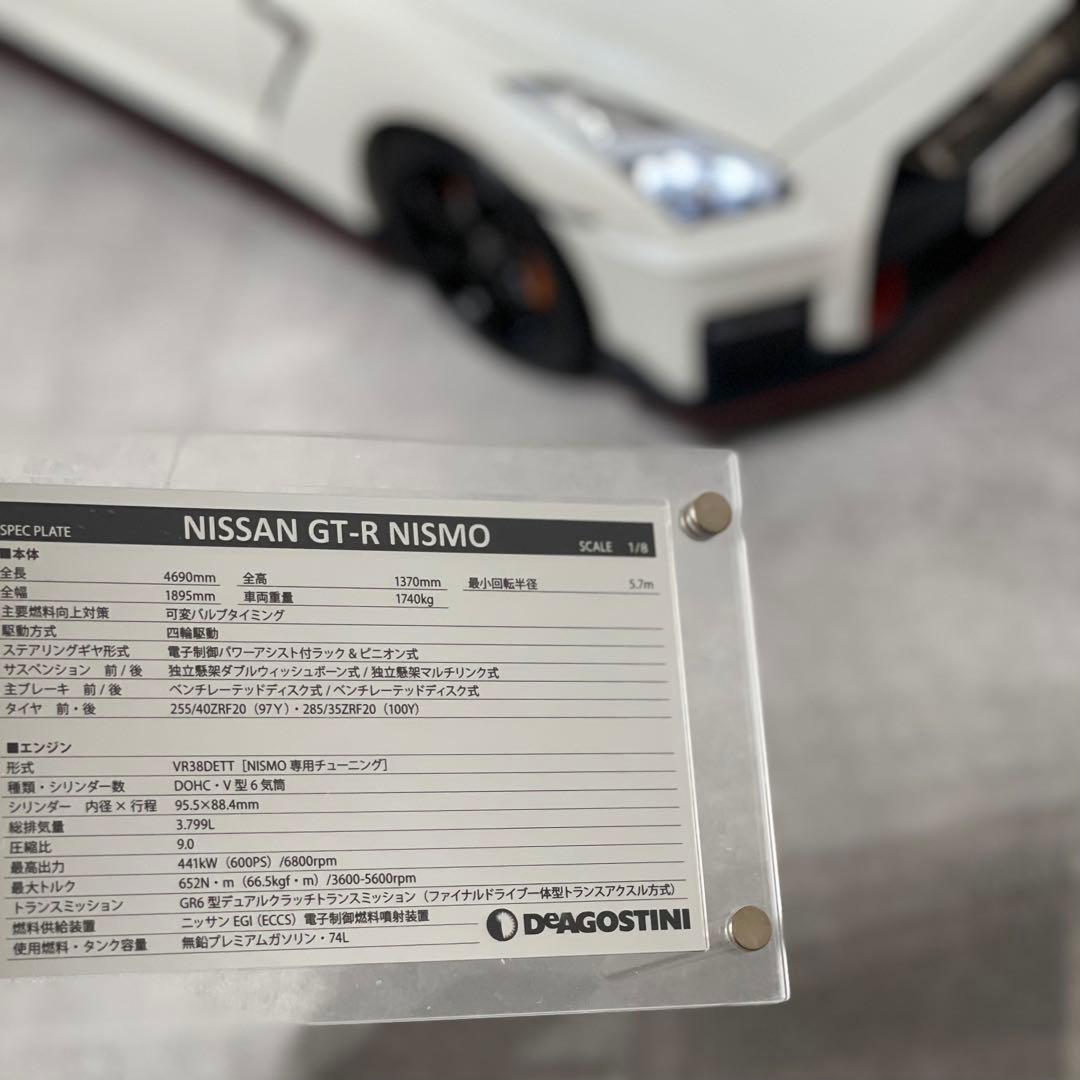 SPEC PLATE NISSAN GT-R NISMO SCALE 1/8
■本体
全長 4690mm 全高 1370mm 最小回転半径 5.7m
全幅 1895mm 車両重量 1740kg
主要燃料向上対策 可変バルブタイミング
駆動方式 四輪駆動
ステアリングギヤ形式 電子制御パワーアシスト付ラック&ピニオン式
サスペンション 前/後 独立懸架ダブルウィッシュボーン式/独立懸架マルチリンク式
主ブレーキ 前/後 ベンチレーテッドディスク式/ベンチレーテッドディスク式
タイヤ 前・後 255/40ZRF20（97Y）・285/35ZRF20（100Y）
■エンジン
形式 VR38DETT［NISMO専用チューニング］
種類・シリンダー数 DOHC・V型6気筒
シリンダー 内径×行程 95.5×88.4mm
総排気量 3.799L
圧縮比 9.0
最高出力 441kW（600PS）/6800rpm
最大トルク 652N・m（66.5kgf・m）/3600-5600rpm
トランスミッション GR6型デュアルクラッチトランスミッション（ファイナルドライブ一体型トランスアクスル方式）
燃料供給装置 ニッサンEGI（ECCS）電子制御燃料噴射装置
使用燃料・タンク容量 無鉛プレミアムガソリン・74L
DeAGOSTINI